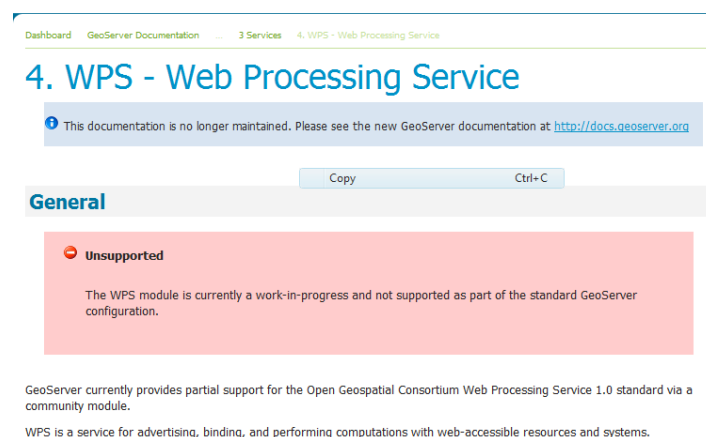 Dashboard GeoServer Documentation ... 3 Services 4. WPS - Web Processing Service
4. WPS - Web Processing Service
This documentation is no longer maintained. Please see the new GeoServer documentation at http://docs.geoserver.org
Copy Ctrl+C
General
Unsupported
The WPS module is currently a work-in-progress and not supported as part of the standard GeoServer
configuration.
GeoServer currently provides partial support for the Open Geospatial Consortium Web Processing Service 1.0 standard via a
community module.
WPS is a service for advertising, binding, and performing computations with web-accessible resources and systems.